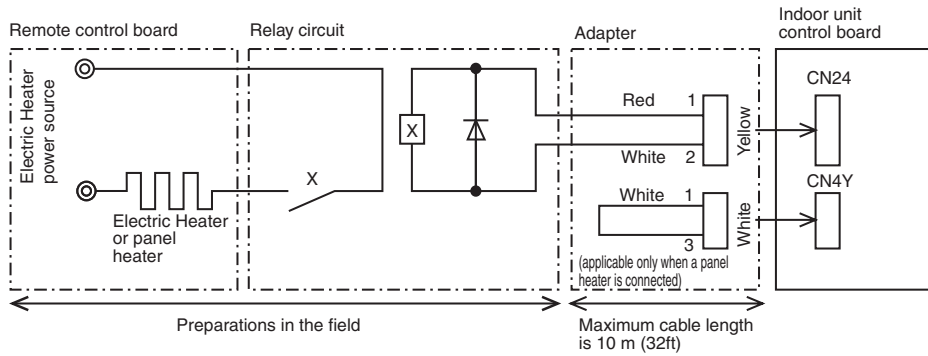 Remote control board
Relay circuit
Adapter
Indoor unit
control board
Electric Heater
power source
Electric Heater
or panel
heater
X
X
Red
1
White
2
Yellow
White
1
3
White
(applicable only when a panel
heater is connected)
CN24
CN4Y
Preparations in the field
Maximum cable length
is 10 m (32ft)